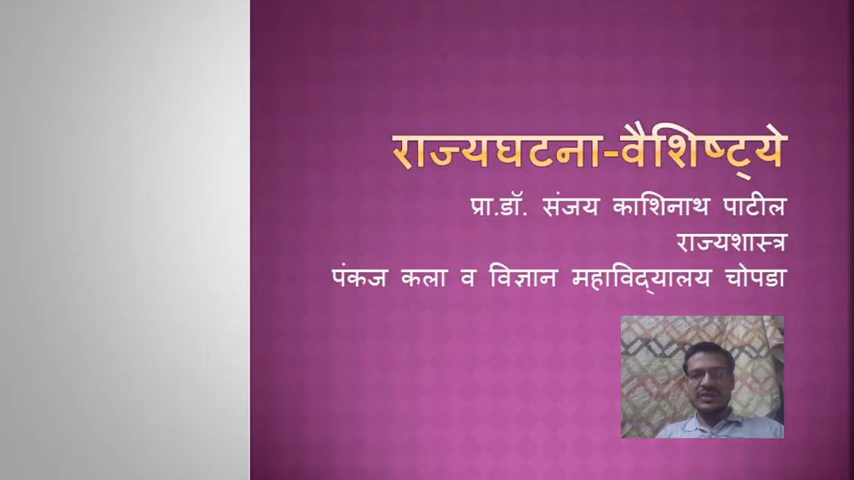 राज्यघटना-वैशिष्ट्ये
प्रा.डॉ. संजय काशिनाथ पाटील
राज्यशास्त्र
पंकज कला व विज्ञान महाविद्यालय चोपडा